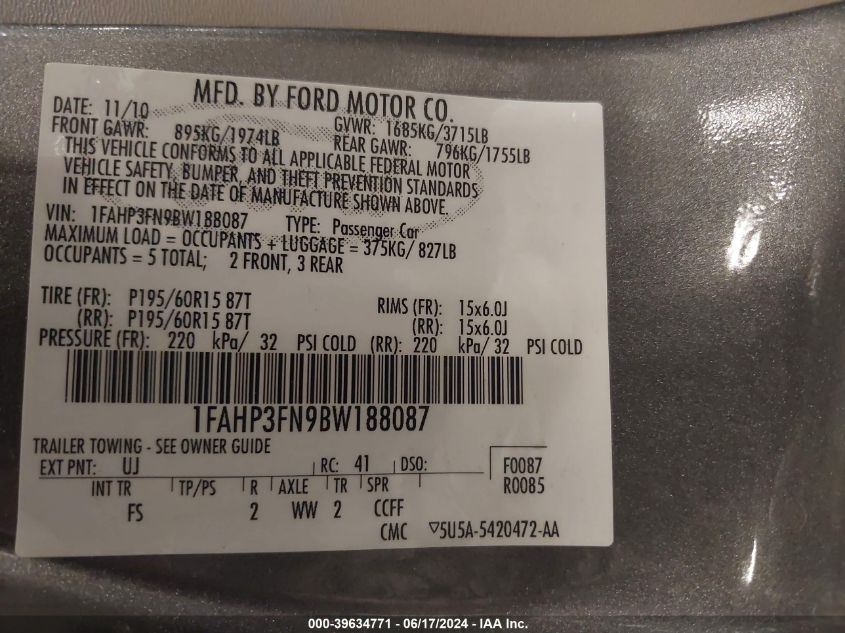 MFD. BY FORD MOTOR CO.
DATE: 11/10 GVWR: 1685KG/3715LB
FRONT GAWR: 895KG/1974LB REAR GAWR: 796KG/1755LB
THIS VEHICLE CONFORMS TO ALL APPLICABLE FEDERAL MOTOR
VEHICLE SAFETY, BUMPER, AND THEFT PREVENTION STANDARDS
IN EFFECT ON THE DATE OF MANUFACTURE SHOWN ABOVE.
VIN: 1FAHP3FN9BW188087 TYPE: Passenger Car
MAXIMUM LOAD = OCCUPANTS + LUGGAGE = 375KG/ 827LB
OCCUPANTS = 5 TOTAL; 2 FRONT, 3 REAR
TIRE (FR): P195/60R15 87T RIMS (FR): 15x6.0J
(RR): P195/60R15 87T (RR): 15x6.0J
PRESSURE (FR): 220 kPa/ 32 PSI COLD (RR): 220 kPa/ 32 PSI COLD
1FAHP3FN9BW188087
TRAILER TOWING - SEE OWNER GUIDE
EXT PNT: UJ RC: 41 DSO: F0087
INT TR TP/PS R AXLE TR SPR R0085
FS 2 WW 2 CCFF
CMC ▽5U5A-5420472-AA
000-39634771 - 06/17/2024 - IAA Inc.